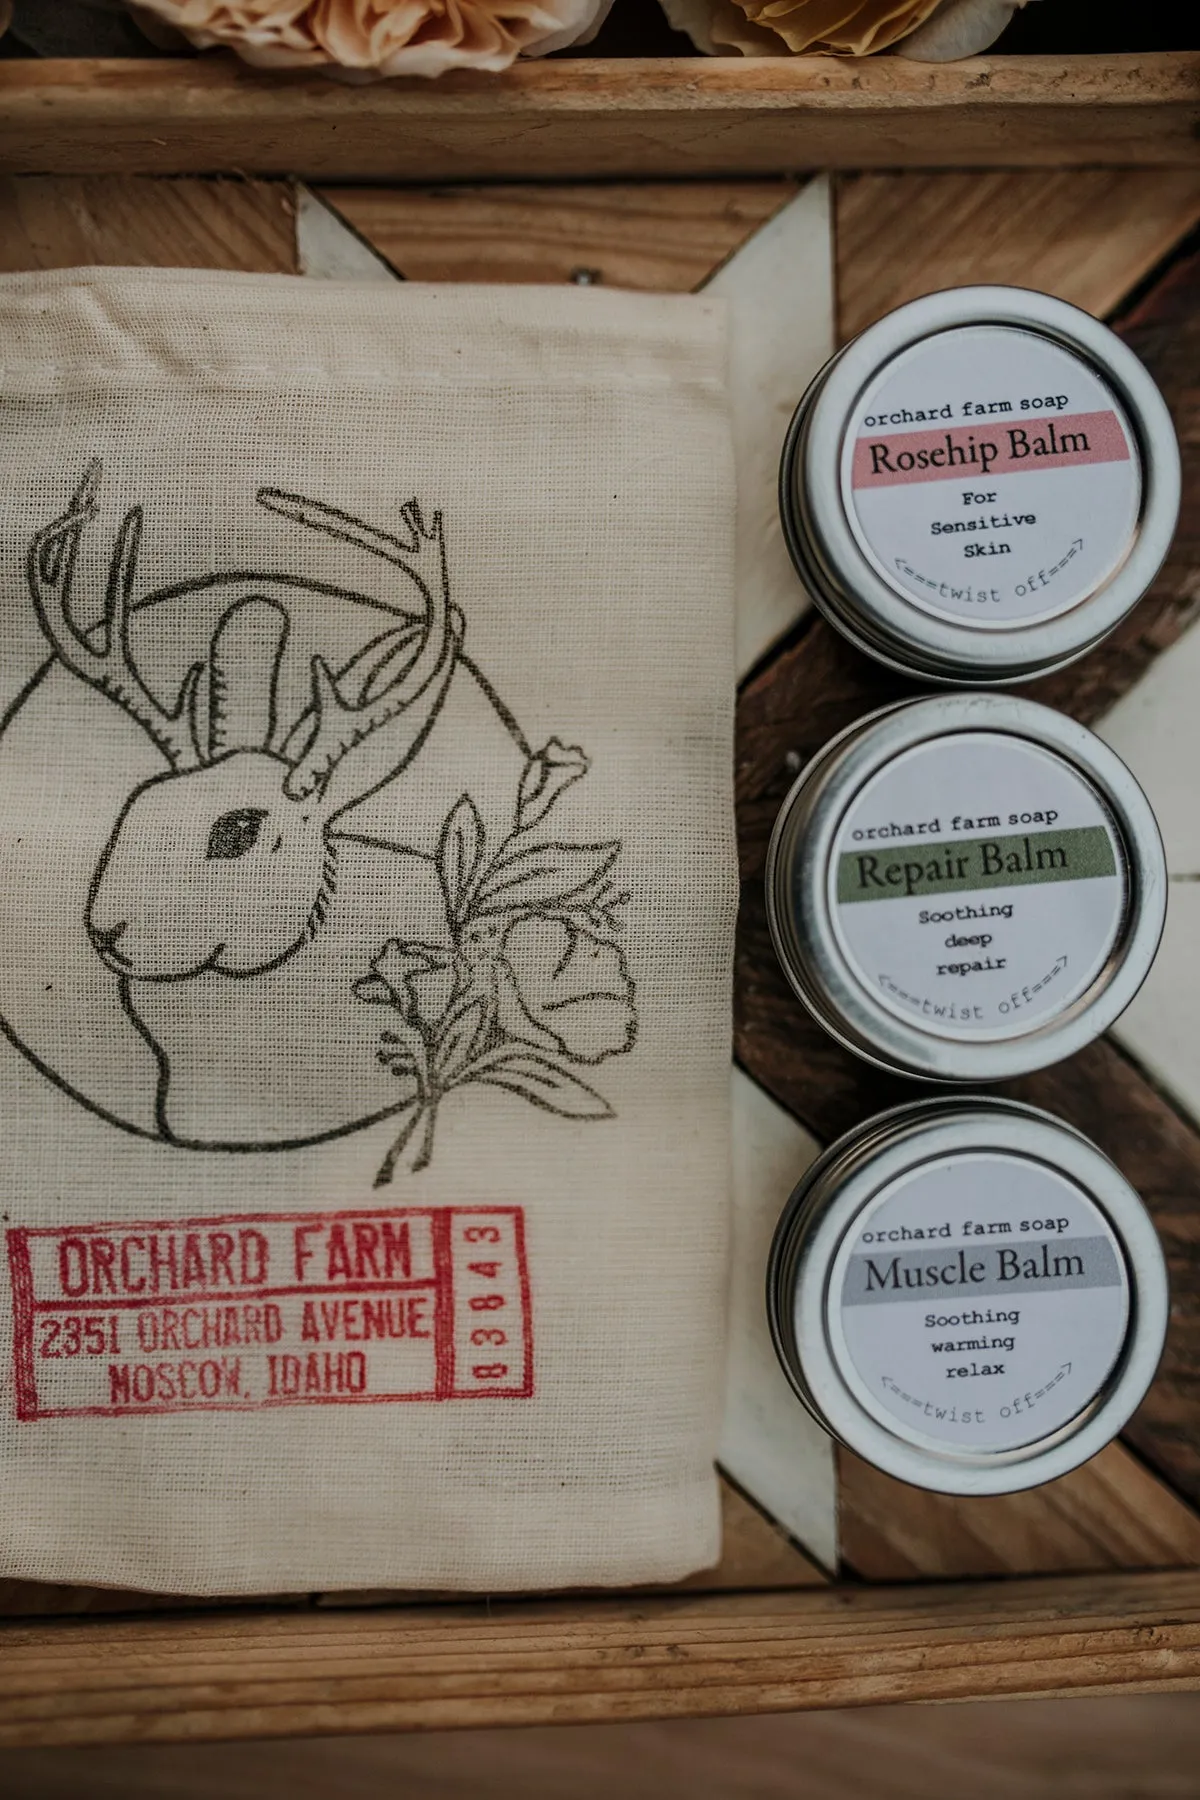 ORCHARD FARM
2351 ORCHARD AVENUE
MOSCOW, IDAHO
83843
orchard farm soap
Rosehip Balm
For
Sensitive
Skin
<===twist off===>
orchard farm soap
Repair Balm
Soothing
deep
repair
<===twist off===>
orchard farm soap
Muscle Balm
Soothing
warming
relax
<===twist off===>